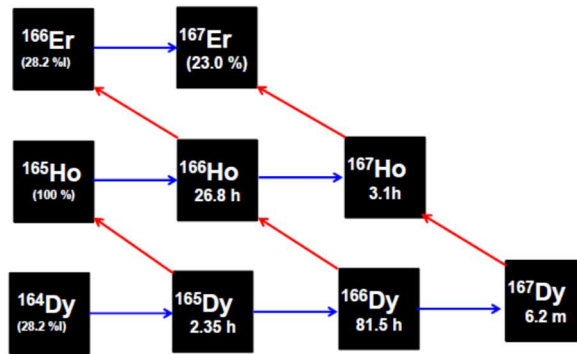 ¹⁶⁶Er
(28.2 %l)
¹⁶⁷Er
(23.0 %)
¹⁶⁵Ho
(100 %)
¹⁶⁶Ho
26.8 h
¹⁶⁷Ho
3.1h
¹⁶⁴Dy
(28.2 %l)
¹⁶⁵Dy
2.35 h
¹⁶⁶Dy
81.5 h
¹⁶⁷Dy
6.2 m